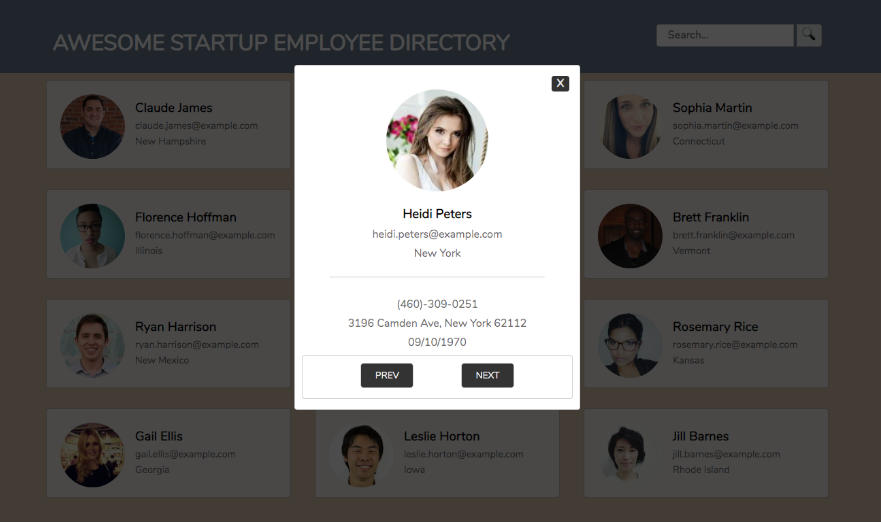 AWESOME STARTUP EMPLOYEE DIRECTORY
Search...
X
Claude James
claude.james@example.com
New Hampshire
Heidi Peters
heidi.peters@example.com
New York
(460)-309-0251
3196 Camden Ave, New York 62112
09/10/1970
PREV
NEXT
Sophia Martin
sophia.martin@example.com
Connecticut
Florence Hoffman
florence.hoffman@example.com
Illinois
Brett Franklin
brett.franklin@example.com
Vermont
Ryan Harrison
ryan.harrison@example.com
New Mexico
Rosemary Rice
rosemary.rice@example.com
Kansas
Gail Ellis
gail.ellis@example.com
Georgia
Leslie Horton
leslie.horton@example.com
Iowa
Jill Barnes
jill.barnes@example.com
Rhode Island